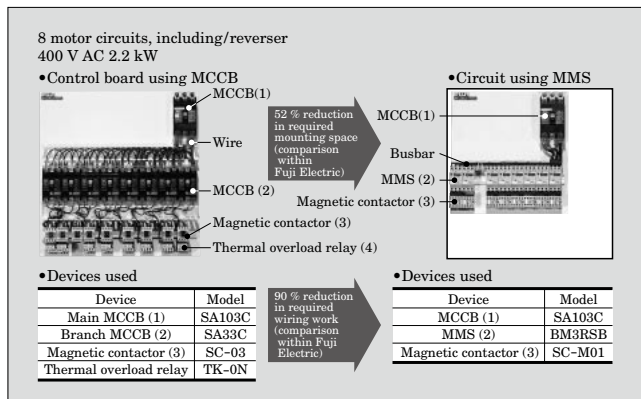 8 motor circuits, including/reverser
400 V AC 2.2 kW
•Control board using MCCB
MCCB(1)
Wire
MCCB (2)
Magnetic contactor (3)
Thermal overload relay (4)
52 % reduction
in required
mounting space
(comparison
within
Fuji Electric)
•Circuit using MMS
MCCB(1)
Busbar
MMS (2)
Magnetic contactor (3)
•Devices used
Device Model
Main MCCB (1) SA103C
Branch MCCB (2) SA33C
Magnetic contactor (3) SC-03
Thermal overload relay TK-0N
90 % reduction
in required
wiring work
(comparison
within Fuji
Electric)
•Devices used
Device Model
MCCB (1) SA103C
MMS (2) BM3RSB
Magnetic contactor (3) SC-M01